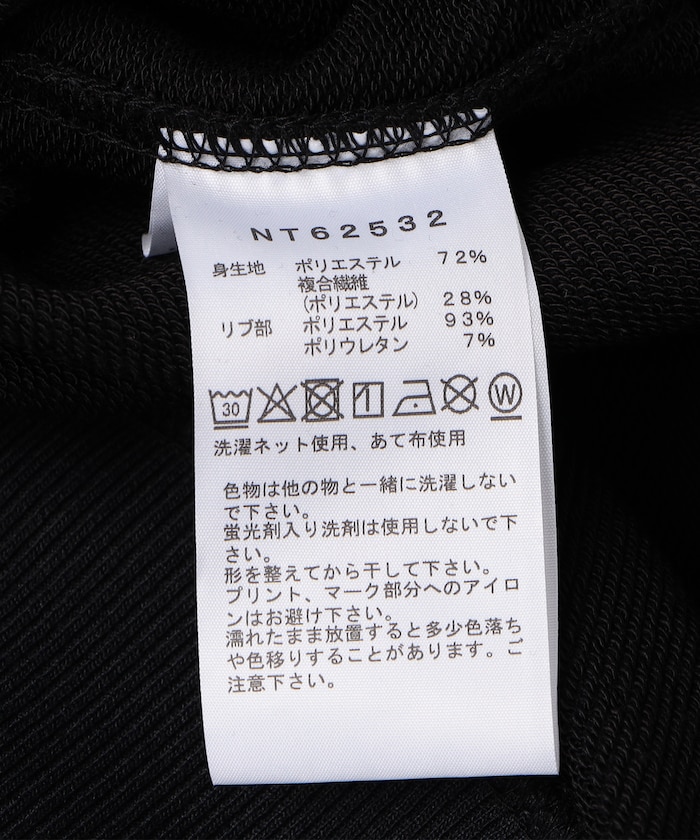 NT62532
身生地 ポリエステル 72%
複合繊維
(ポリエステル) 28%
リブ部 ポリエステル 93%
ポリウレタン 7%
30 W
洗濯ネット使用、あて布使用
色物は他の物と一緒に洗濯しない
で下さい。
蛍光剤入り洗剤は使用しないで下
さい。
形を整えてから干して下さい。
プリント、マーク部分へのアイロ
ンはお避け下さい。
濡れたまま放置すると多少色落ち
や色移りすることがあります。ご
注意下さい。